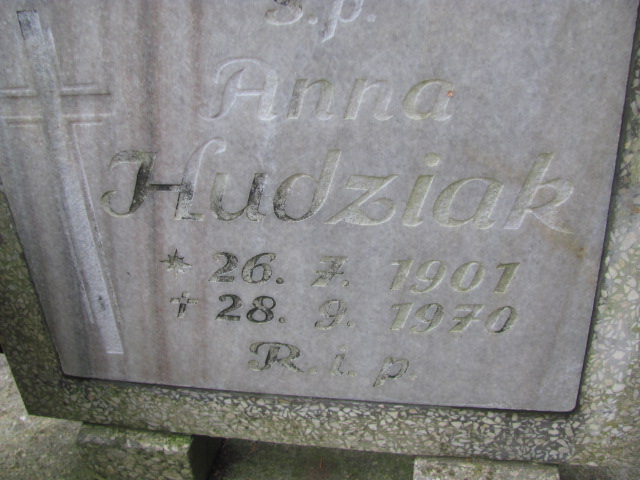 Ś.p.
Anna
Hudziak
* 26. 7. 1901
† 28. 9. 1970
R. i. p.